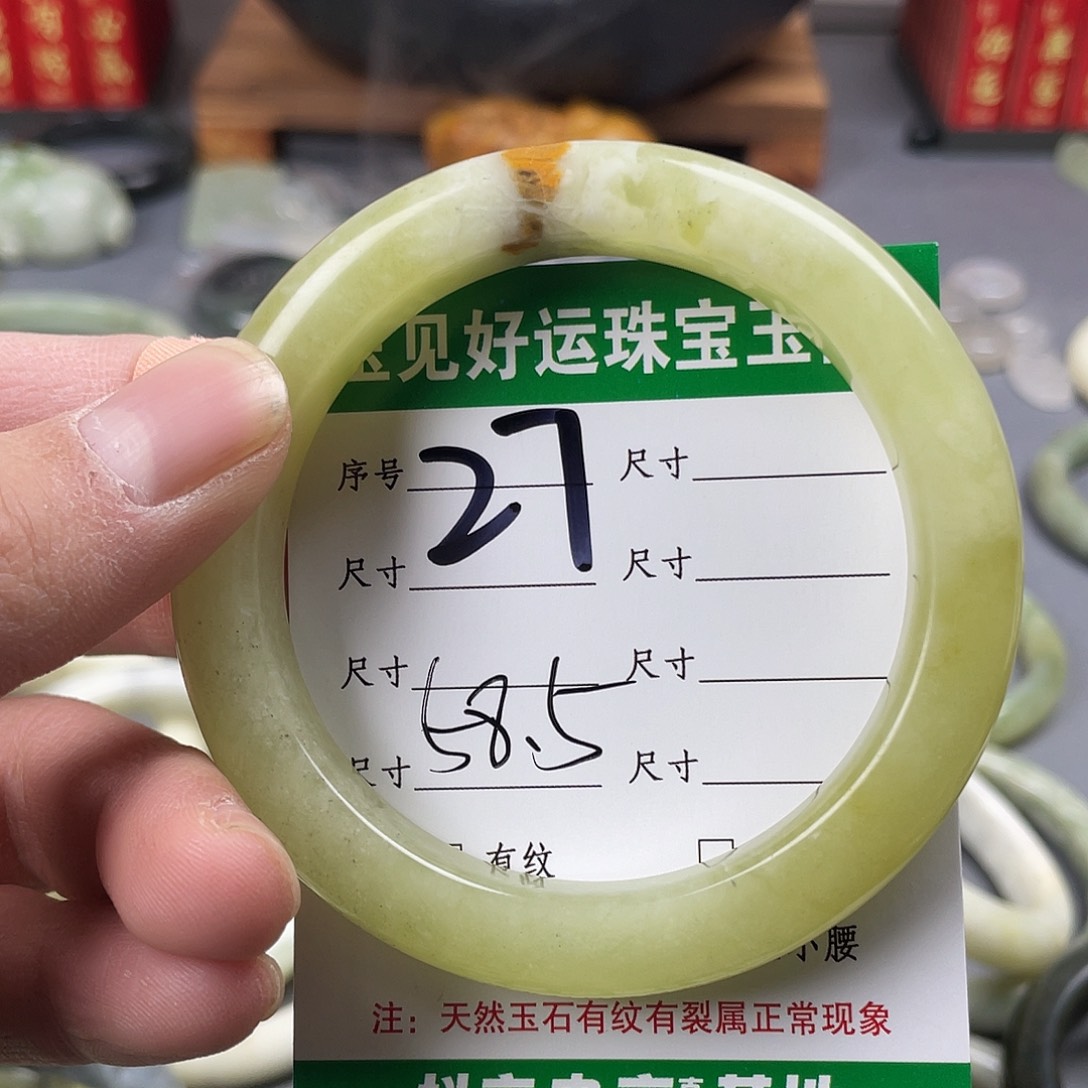 见好运珠宝玉
序号 27 尺寸
尺寸 尺寸
尺寸 尺寸
尺寸 58.5 尺寸
有纹
小腰
注：天然玉石有纹有裂属正常现象